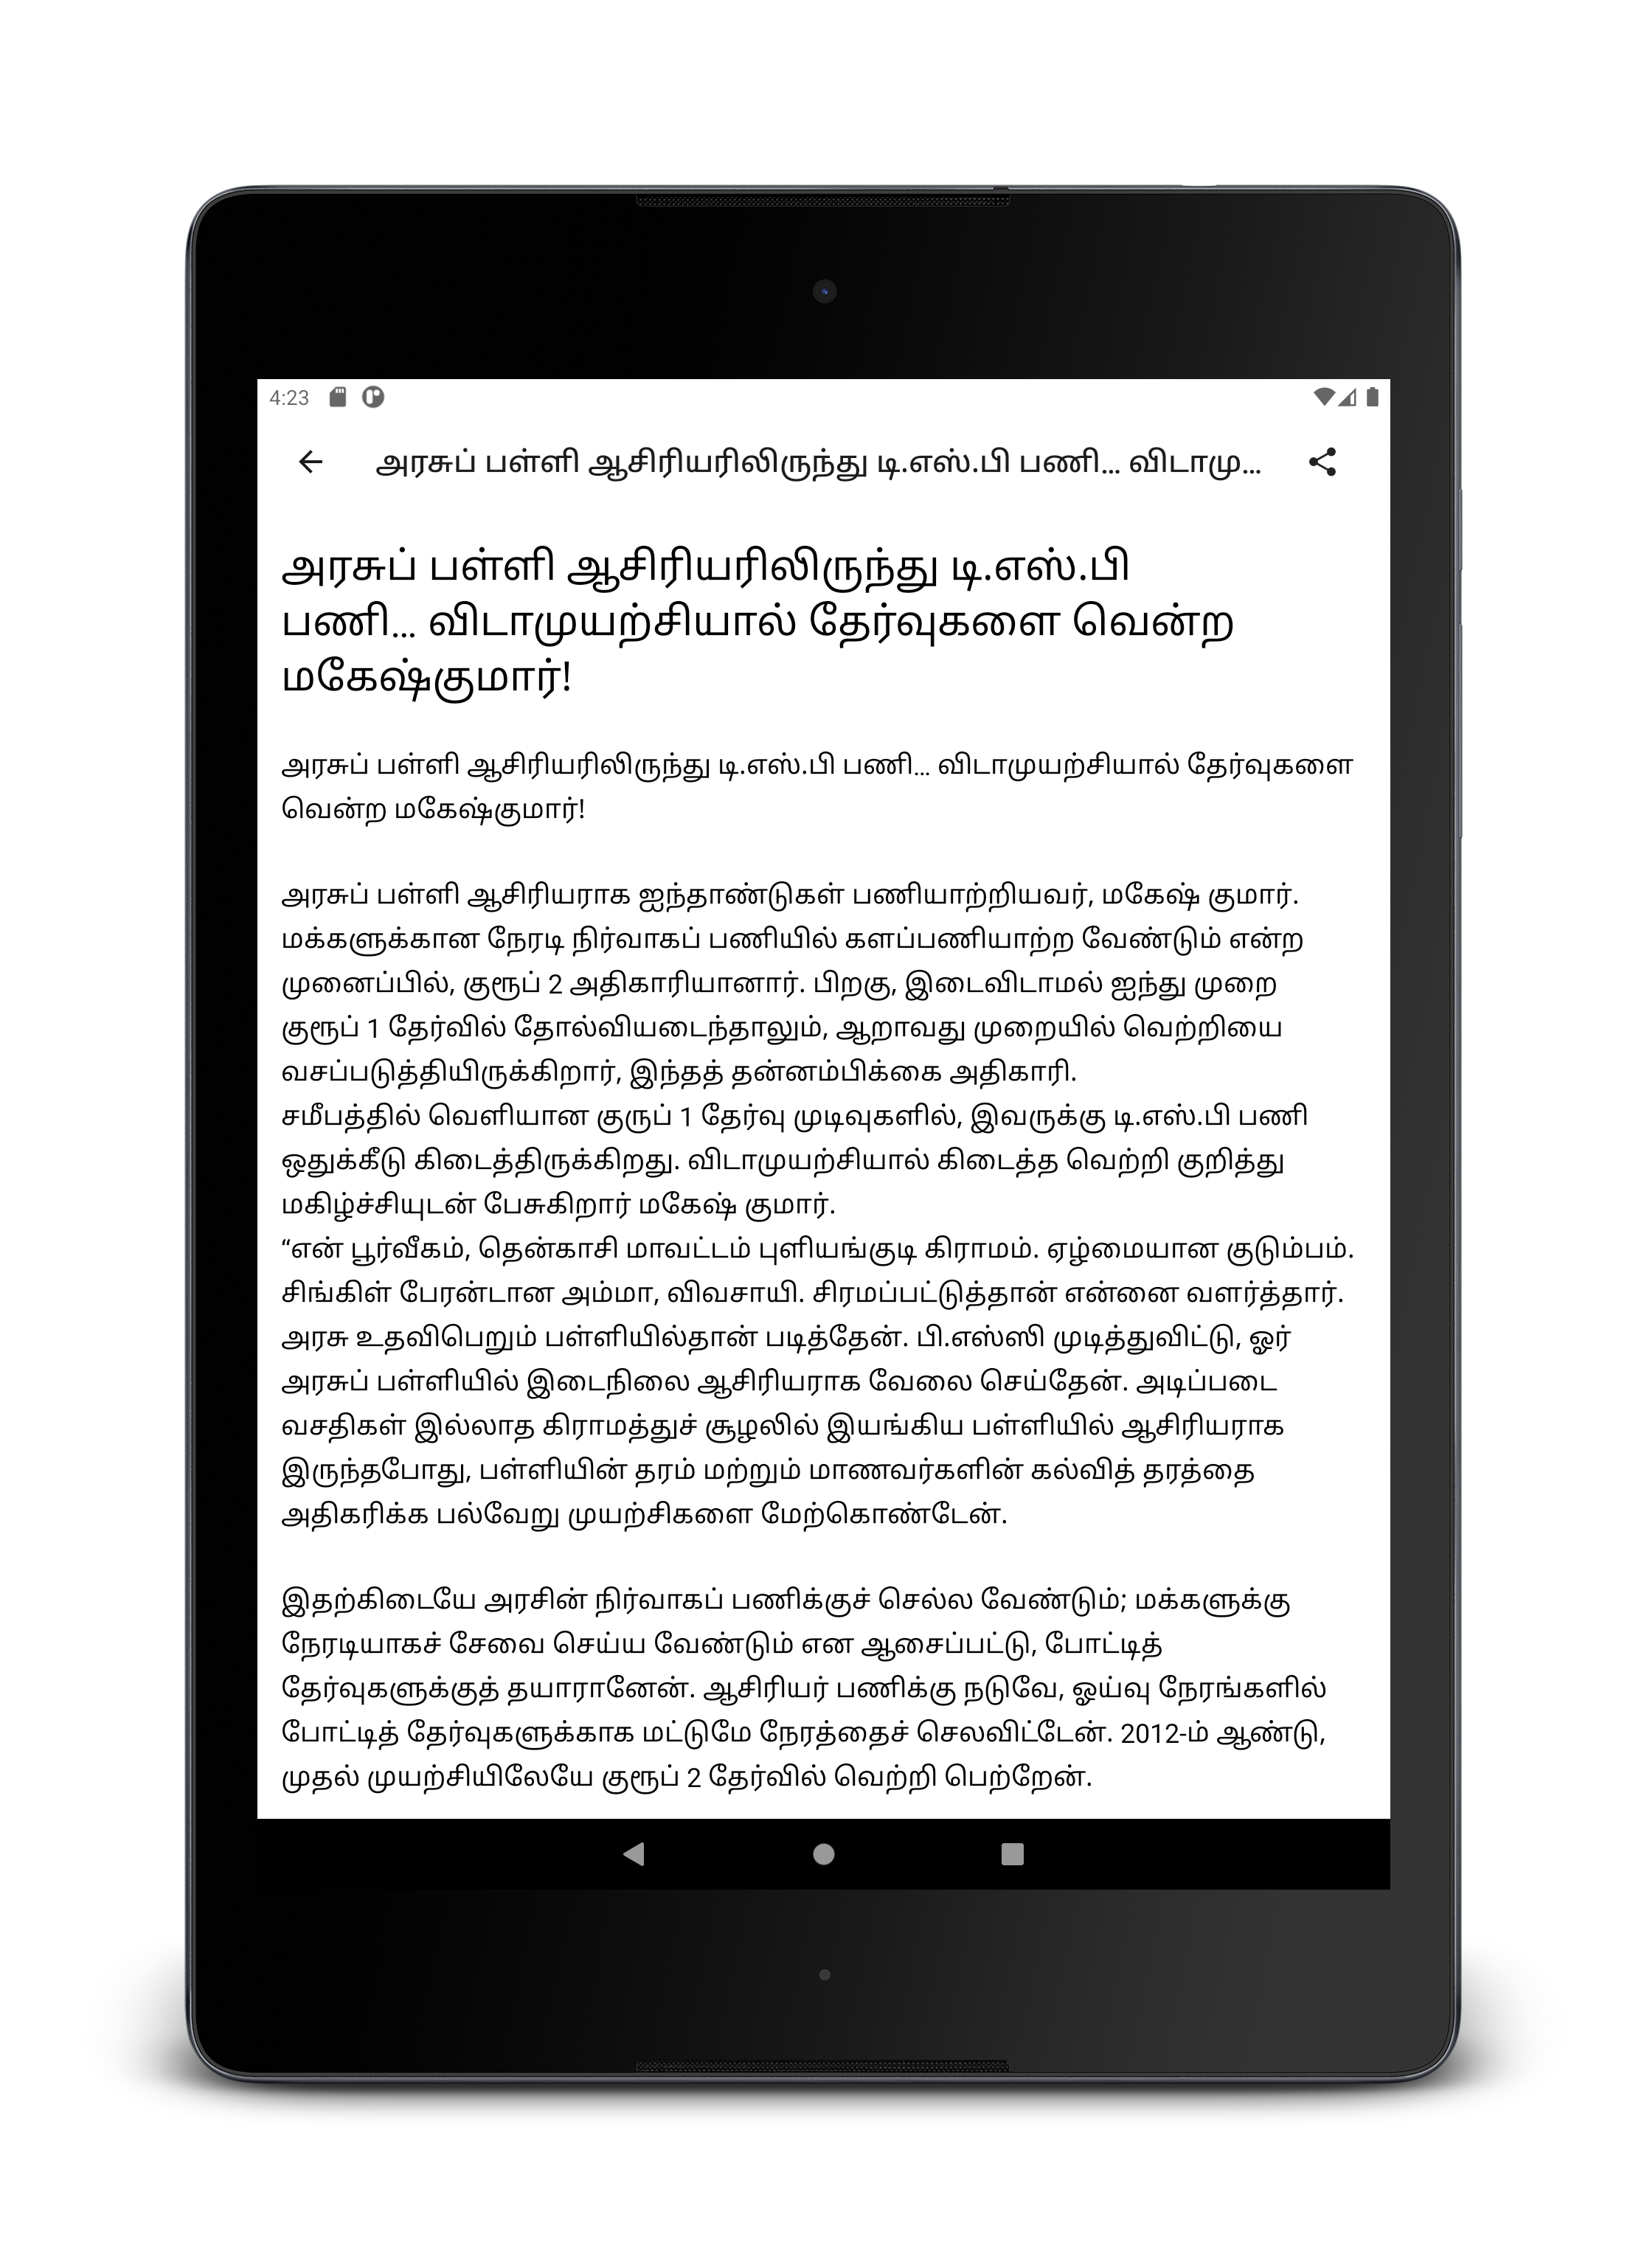 4:23
அரசுப் பள்ளி ஆசிரியரிலிருந்து டி.எஸ்.பி பணி... விடாமு...
அரசுப் பள்ளி ஆசிரியரிலிருந்து டி.எஸ்.பி
பணி... விடாமுயற்சியால் தேர்வுகளை வென்ற
மகேஷ்குமார்!
அரசுப் பள்ளி ஆசிரியரிலிருந்து டி.எஸ்.பி பணி... விடாமுயற்சியால் தேர்வுகளை
வென்ற மகேஷ்குமார்!
அரசுப் பள்ளி ஆசிரியராக ஐந்தாண்டுகள் பணியாற்றியவர், மகேஷ் குமார்.
மக்களுக்கான நேரடி நிர்வாகப் பணியில் களப்பணியாற்ற வேண்டும் என்ற
முனைப்பில், குரூப் 2 அதிகாரியானார். பிறகு, இடைவிடாமல் ஐந்து முறை
குரூப் 1 தேர்வில் தோல்வியடைந்தாலும், ஆறாவது முறையில் வெற்றியை
வசப்படுத்தியிருக்கிறார், இந்தத் தன்னம்பிக்கை அதிகாரி.
சமீபத்தில் வெளியான குருப் 1 தேர்வு முடிவுகளில், இவருக்கு டி.எஸ்.பி பணி
ஒதுக்கீடு கிடைத்திருக்கிறது. விடாமுயற்சியால் கிடைத்த வெற்றி குறித்து
மகிழ்ச்சியுடன் பேசுகிறார் மகேஷ் குமார்.
“என் பூர்வீகம், தென்காசி மாவட்டம் புளியங்குடி கிராமம். ஏழ்மையான குடும்பம்.
சிங்கிள் பேரன்டான அம்மா, விவசாயி. சிரமப்பட்டுத்தான் என்னை வளர்த்தார்.
அரசு உதவிபெறும் பள்ளியில்தான் படித்தேன். பி.எஸ்ஸி முடித்துவிட்டு, ஓர்
அரசுப் பள்ளியில் இடைநிலை ஆசிரியராக வேலை செய்தேன். அடிப்படை
வசதிகள் இல்லாத கிராமத்துச் சூழலில் இயங்கிய பள்ளியில் ஆசிரியராக
இருந்தபோது, பள்ளியின் தரம் மற்றும் மாணவர்களின் கல்வித் தரத்தை
அதிகரிக்க பல்வேறு முயற்சிகளை மேற்கொண்டேன்.
இதற்கிடையே அரசின் நிர்வாகப் பணிக்குச் செல்ல வேண்டும்; மக்களுக்கு
நேரடியாகச் சேவை செய்ய வேண்டும் என ஆசைப்பட்டு, போட்டித்
தேர்வுகளுக்குத் தயாரானேன். ஆசிரியர் பணிக்கு நடுவே, ஓய்வு நேரங்களில்
போட்டித் தேர்வுகளுக்காக மட்டுமே நேரத்தைச் செலவிட்டேன். 2012-ம் ஆண்டு,
முதல் முயற்சியிலேயே குரூப் 2 தேர்வில் வெற்றி பெற்றேன்.